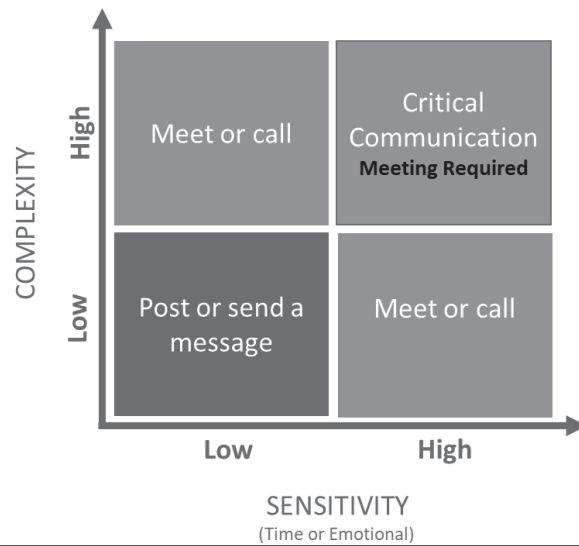 COMPLEXITY
High
Low
Meet or call
Critical
Communication
Meeting Required
Post or send a
message
Meet or call
Low
High
SENSITIVITY
(Time or Emotional)